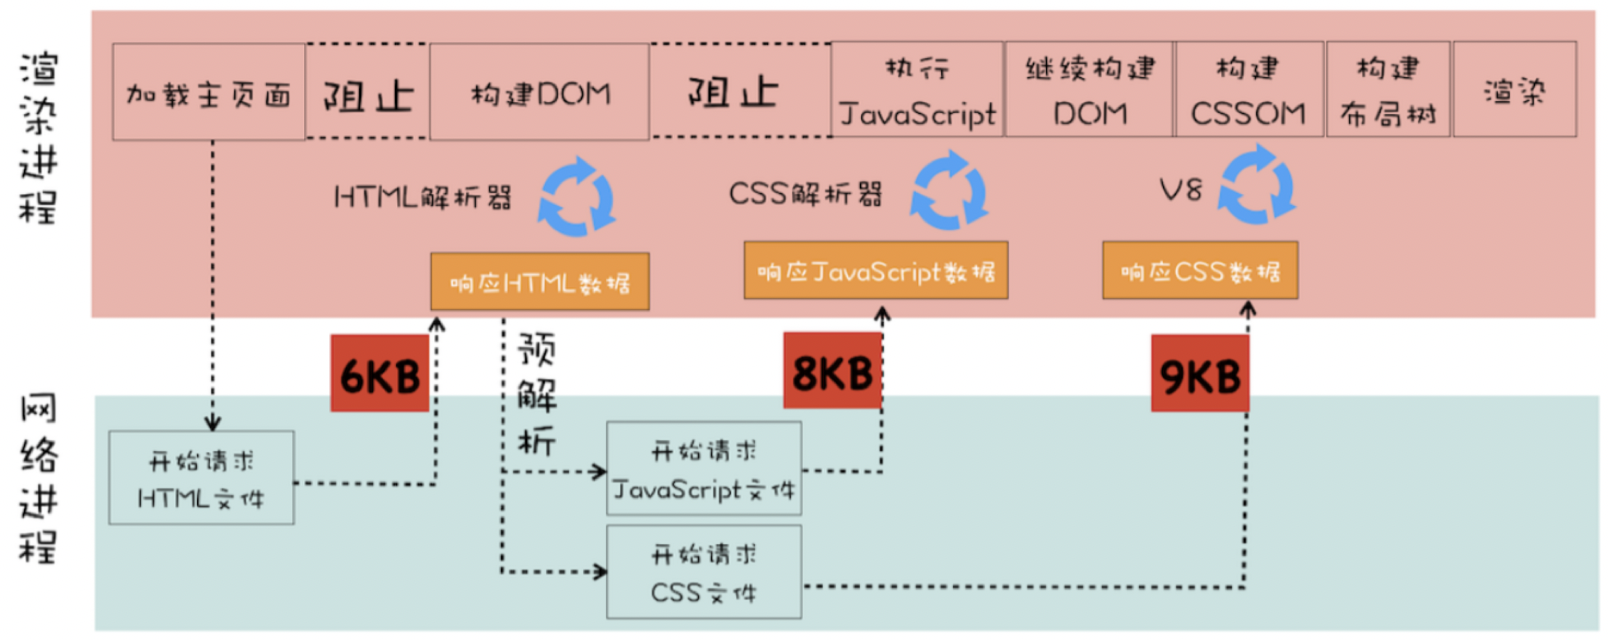 渲染进程
加载主页面
阻止
构建DOM
阻止
执行
JavaScript
继续构建
DOM
构建
CSSOM
构建
布局树
渲染
HTML解析器
CSS解析器
V8
响应HTML数据
响应JavaScript数据
响应CSS数据
6KB
预解析
8KB
9KB
网络进程
开始请求
HTML文件
开始请求
JavaScript文件
开始请求
CSS文件